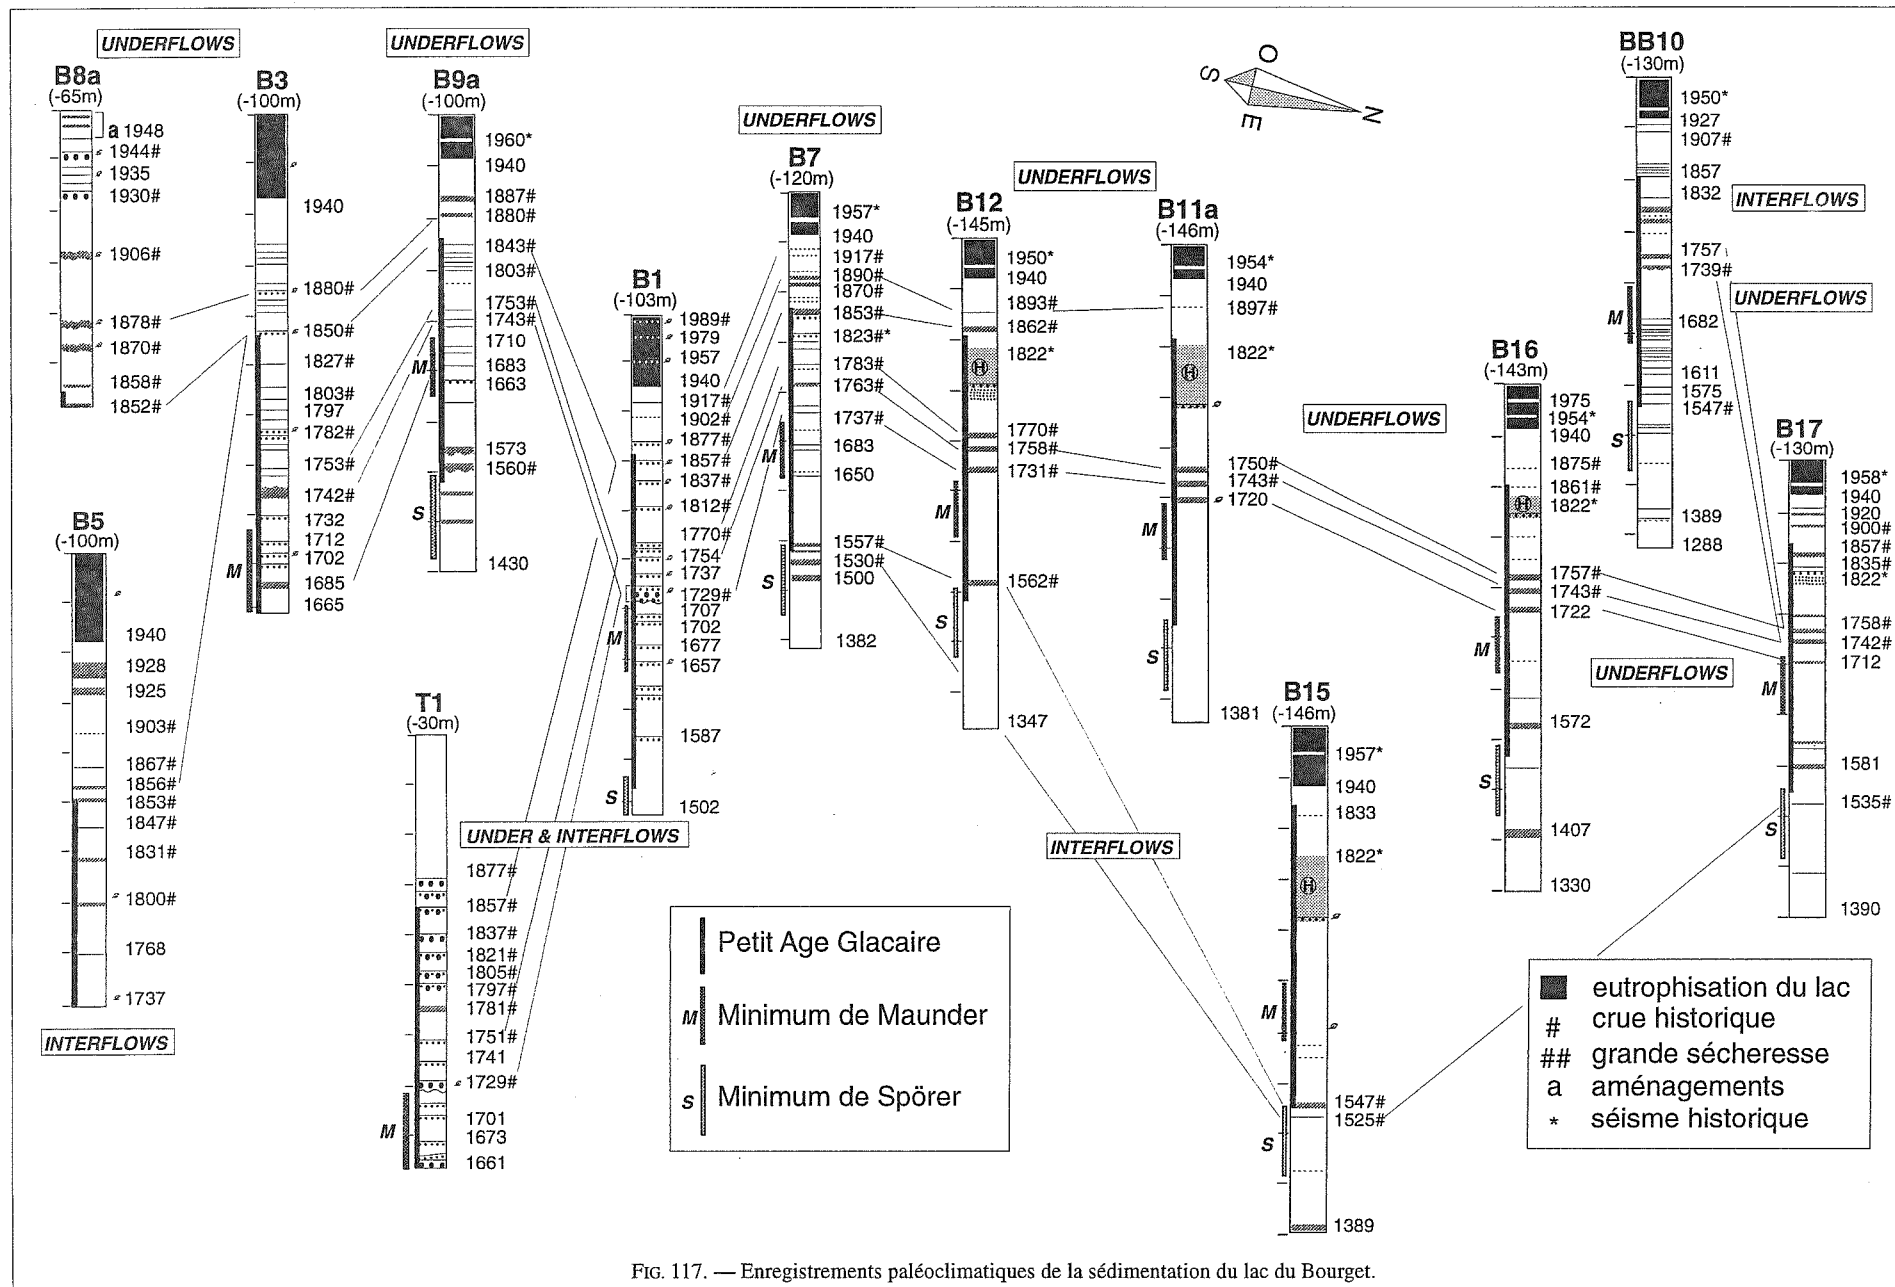 UNDERFLOWS
B8a
(-65m)
a 1948
1944#
1935
1930#
1906#
1878#
1870#
1858#
1852#
B3
(-100m)
1940
1880#
1850#
1827#
1803#
1797
1782#
1753#
1742#
1732
1712
1702
1685
1665
M
UNDERFLOWS
B9a
(-100m)
1960*
1940
1887#
1880#
1843#
1803#
1753#
1743#
1710
1683
1663
1573
1560#
1430
M
S
B5
(-100m)
1940
1928
1925
1903#
1867#
1856#
1853#
1847#
1831#
1800#
1768
1737
INTERFLOWS
T1
(-30m)
1877#
1857#
1837#
1821#
1805#
1797#
1781#
1751#
1741
1729#
1701
1673
1661
M
UNDER & INTERFLOWS
B1
(-103m)
1989#
1979
1957
1940
1917#
1902#
1877#
1857#
1837#
1812#
1770#
1754
1737
1729#
1707
1702
1677
1657
1587
1502
M
S
UNDERFLOWS
B7
(-120m)
1957*
1940
1917#
1890#
1870#
1853#
1823#*
1783#
1763#
1737#
1683
1650
1557#
1530#
1500
1382
M
S
B12
(-145m)
1950*
1940
1893#
1862#
1822*
H
1770#
1758#
1731#
1562#
1347
M
S
UNDERFLOWS
B11a
(-146m)
1954*
1940
1897#
1822*
H
1750#
1743#
1720
1381
M
S
O
S
E
N
INTERFLOWS
B15
(-146m)
1957*
1940
1833
1822*
H
1547#
1525#
1389
M
S
UNDERFLOWS
B16
(-143m)
1975
1954*
1940
1875#
1861#
1822*
H
1757#
1743#
1722
1572
1407
1330
M
S
BB10
(-130m)
1950*
1927
1907#
1857
1832
1757
1739#
1682
1611
1575
1547#
1389
1288
M
S
INTERFLOWS
UNDERFLOWS
UNDERFLOWS
B17
(-130m)
1958*
1940
1920
1900#
1857#
1835#
1822*
1758#
1742#
1712
1581
1535#
1390
M
S
Petit Age Glacaire
M Minimum de Maunder
S Minimum de Spörer
eutrophisation du lac
# crue historique
## grande sécheresse
a aménagements
* séisme historique
FIG. 117. — Enregistrements paléoclimatiques de la sédimentation du lac du Bourget.